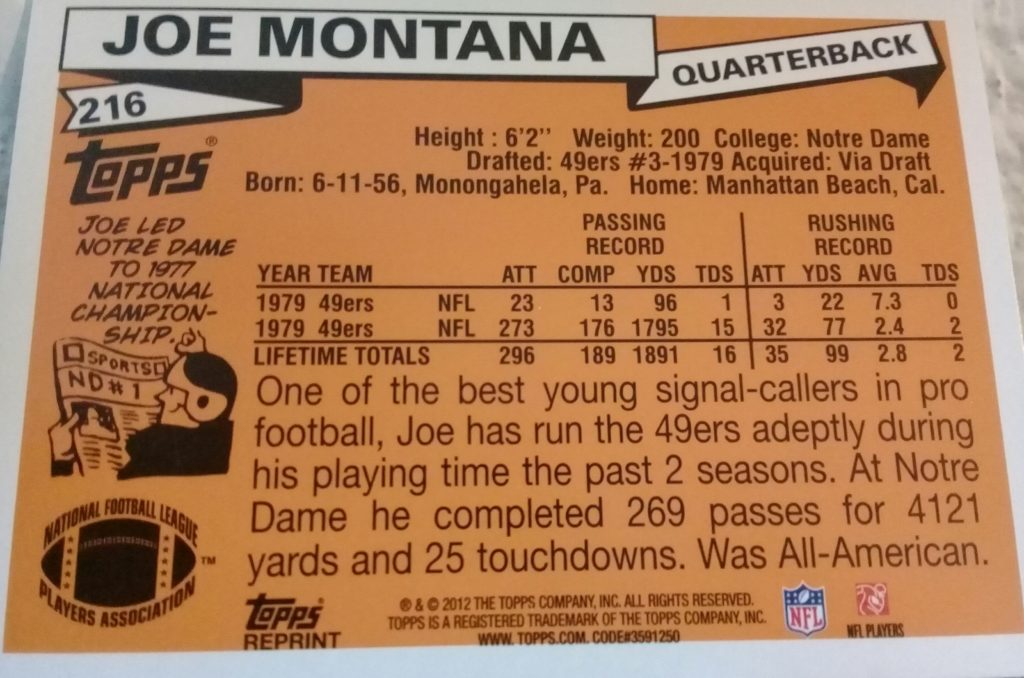 JOE MONTANA
QUARTERBACK
216
TOPPS®
Height : 6'2'' Weight: 200 College: Notre Dame
Drafted: 49ers #3-1979 Acquired: Via Draft
Born: 6-11-56, Monongahela, Pa. Home: Manhattan Beach, Cal.
JOE LED
NOTRE DAME
TO 1977
NATIONAL
CHAMPION-
SHIP.
SPORTS
ND#1
PASSING RUSHING
RECORD RECORD
YEAR TEAM ATT COMP YDS TDS ATT YDS AVG TDS
1979 49ers NFL 23 13 96 1 3 22 7.3 0
1979 49ers NFL 273 176 1795 15 32 77 2.4 2
LIFETIME TOTALS 296 189 1891 16 35 99 2.8 2
One of the best young signal-callers in pro
football, Joe has run the 49ers adeptly during
his playing time the past 2 seasons. At Notre
Dame he completed 269 passes for 4121
yards and 25 touchdowns. Was All-American.
NATIONAL FOOTBALL LEAGUE
PLAYERS ASSOCIATION
™
TOPPS®
REPRINT
® & © 2012 THE TOPPS COMPANY, INC. ALL RIGHTS RESERVED.
TOPPS IS A REGISTERED TRADEMARK OF THE TOPPS COMPANY, INC.
WWW. TOPPS.COM. CODE#3591250
NFL
NFL PLAYERS